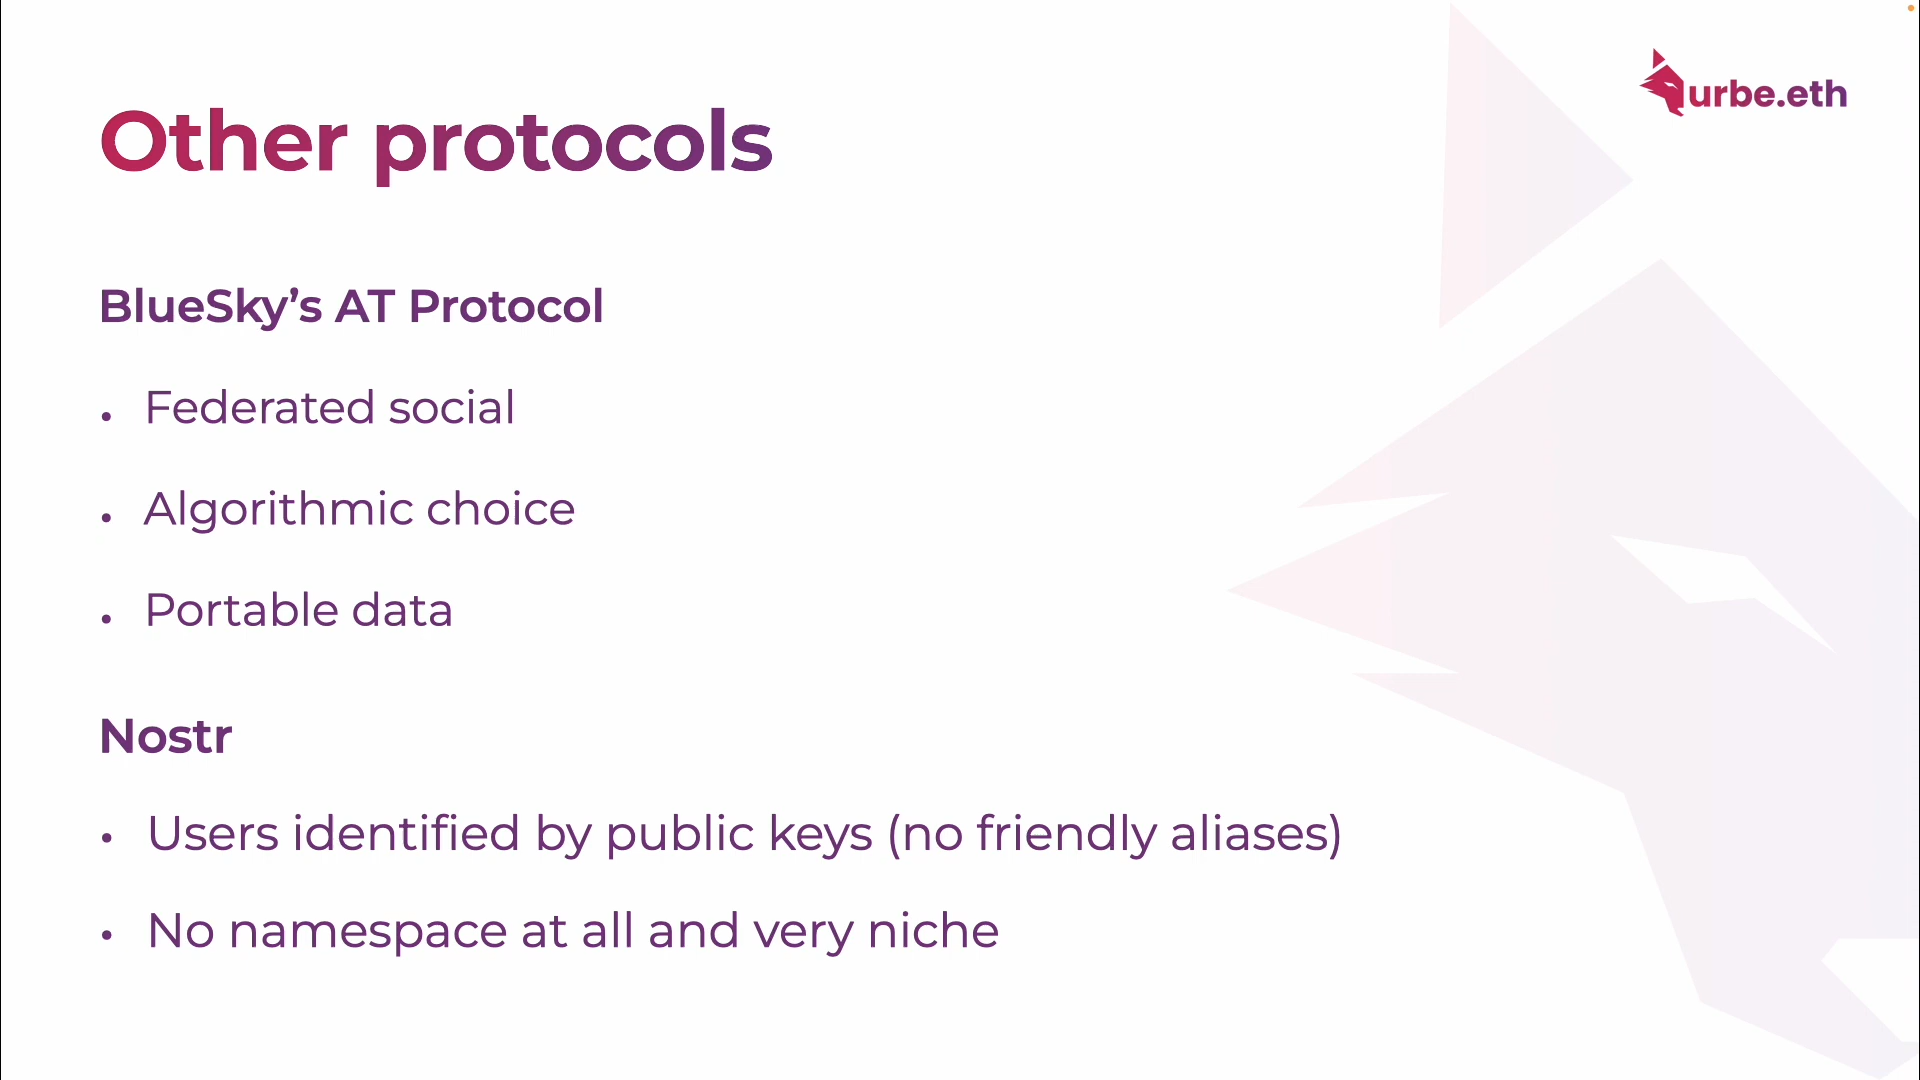 urbe.eth
Other protocols
BlueSky’s AT Protocol
• Federated social
• Algorithmic choice
• Portable data
Nostr
• Users identified by public keys (no friendly aliases)
• No namespace at all and very niche